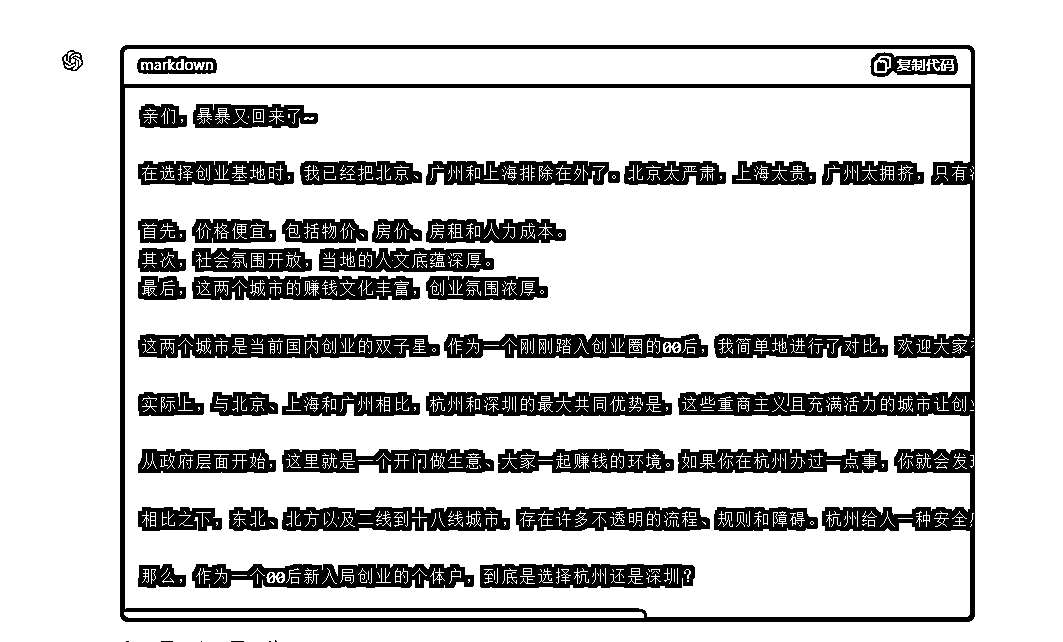 markdown
复制代码
亲们，暴暴又回来了~
在选择创业基地时，我已经把北京、广州和上海排除在外了。北京太严肃，上海太贵，广州太拥挤，只有
首先，价格便宜，包括物价、房价、房租和人力成本。
其次，社会氛围开放，当地的人文底蕴深厚。
最后，这两个城市的赚钱文化丰富，创业氛围浓厚。
这两个城市是当前国内创业的双子星。作为一个刚刚踏入创业圈的00后，我简单地进行了对比，欢迎大家
实际上，与北京、上海和广州相比，杭州和深圳的最大共同优势是，这些重商主义且充满活力的城市让创
从政府层面开始，这里就是一个开门做生意、大家一起赚钱的环境。如果你在杭州办过一点事，你就会发
相比之下，东北、北方以及二线到十八线城市，存在许多不透明的流程、规则和障碍。杭州给人一种安全
那么，作为一个00后新入局创业的个体户，到底是选择杭州还是深圳？